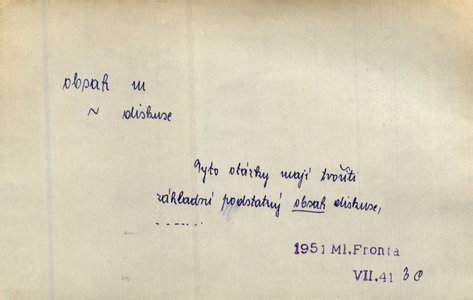 obsah m
~ diskuse
Tyto otázky mají tvořiti
základní podstatný obsah diskuse,
-----
1951 Ml.Fronta
VII.41 30